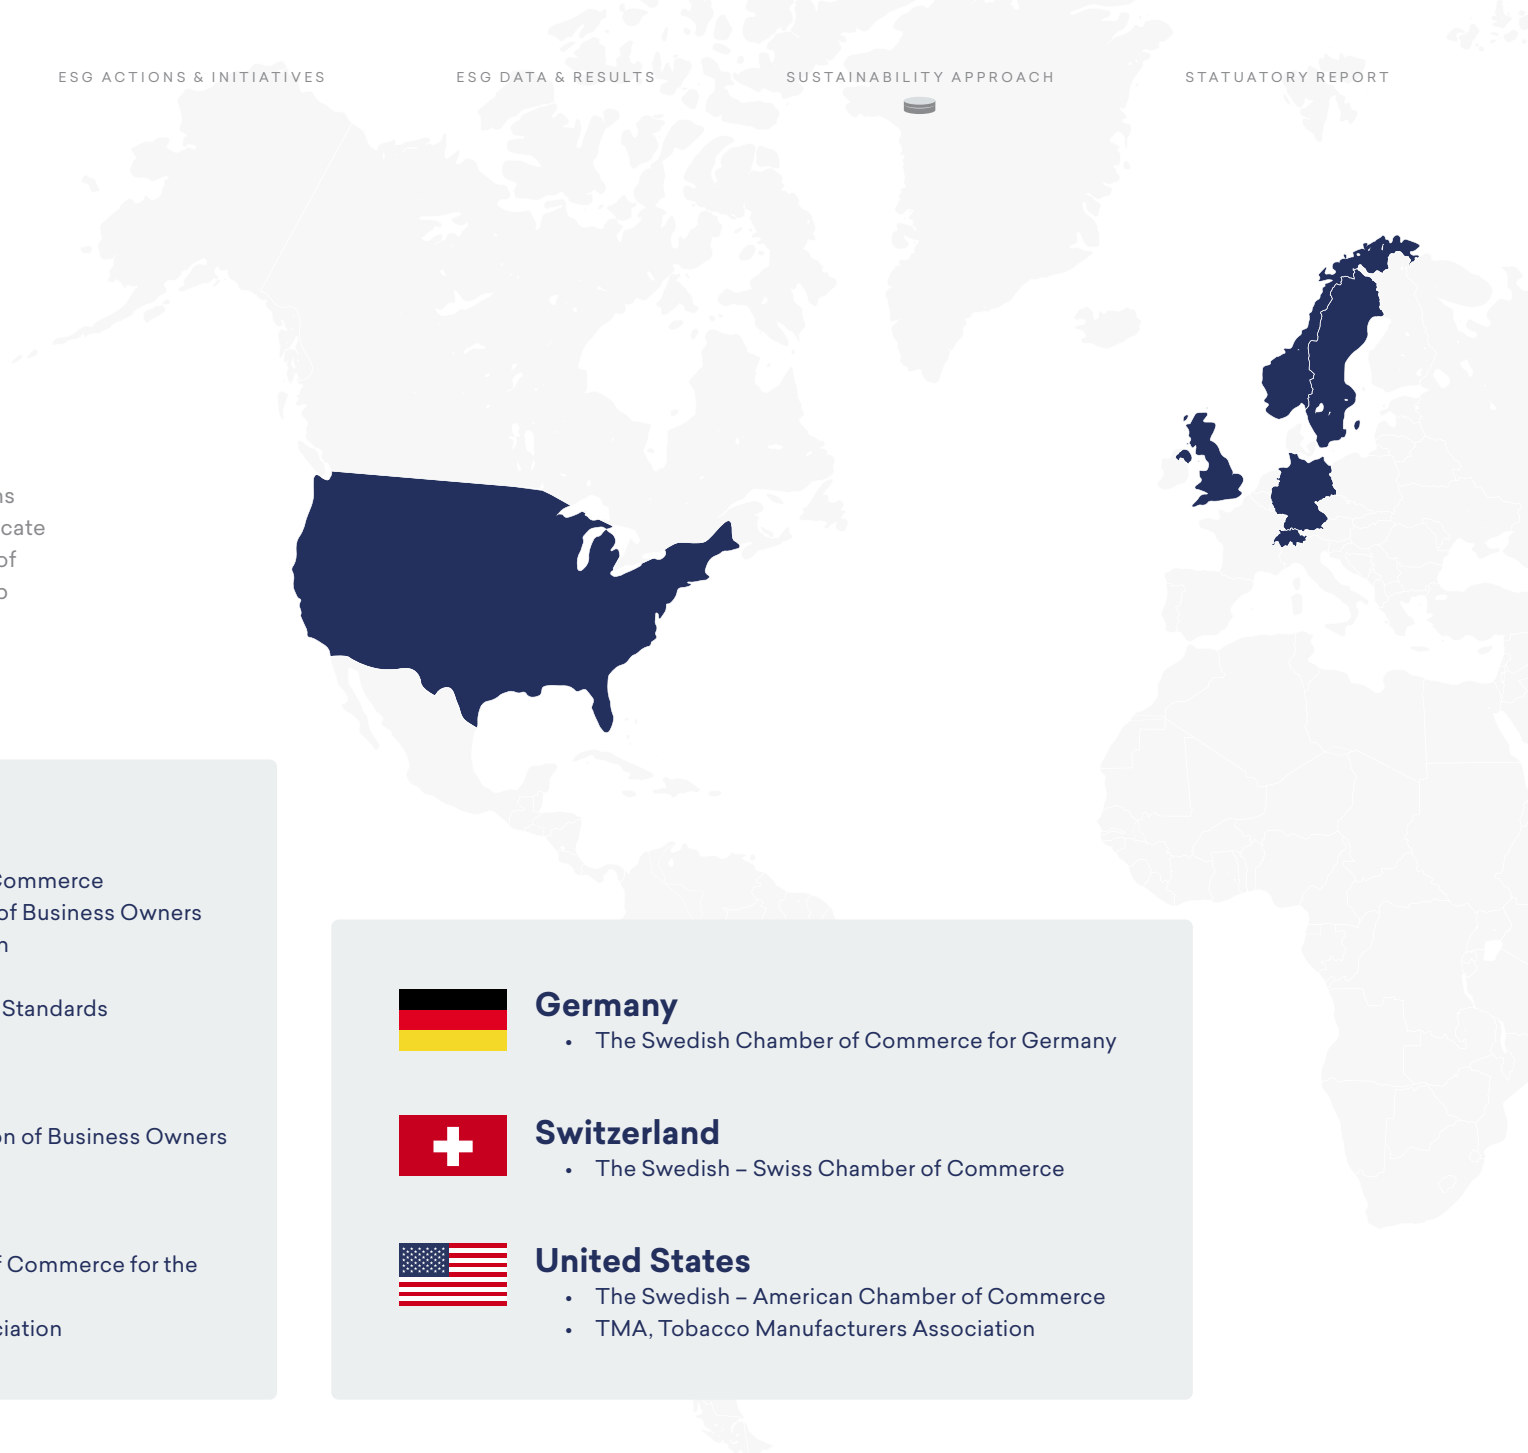 ESG ACTIONS & INITIATIVES
ESG DATA & RESULTS
SUSTAINABILITY APPROACH
STATUATORY REPORT
of
Commerce
of Business Owners
Standards
of Business Owners
Commerce for the
Germany
• The Swedish Chamber of Commerce for Germany
Switzerland
• The Swedish – Swiss Chamber of Commerce
United States
• The Swedish – American Chamber of Commerce
• TMA, Tobacco Manufacturers Association